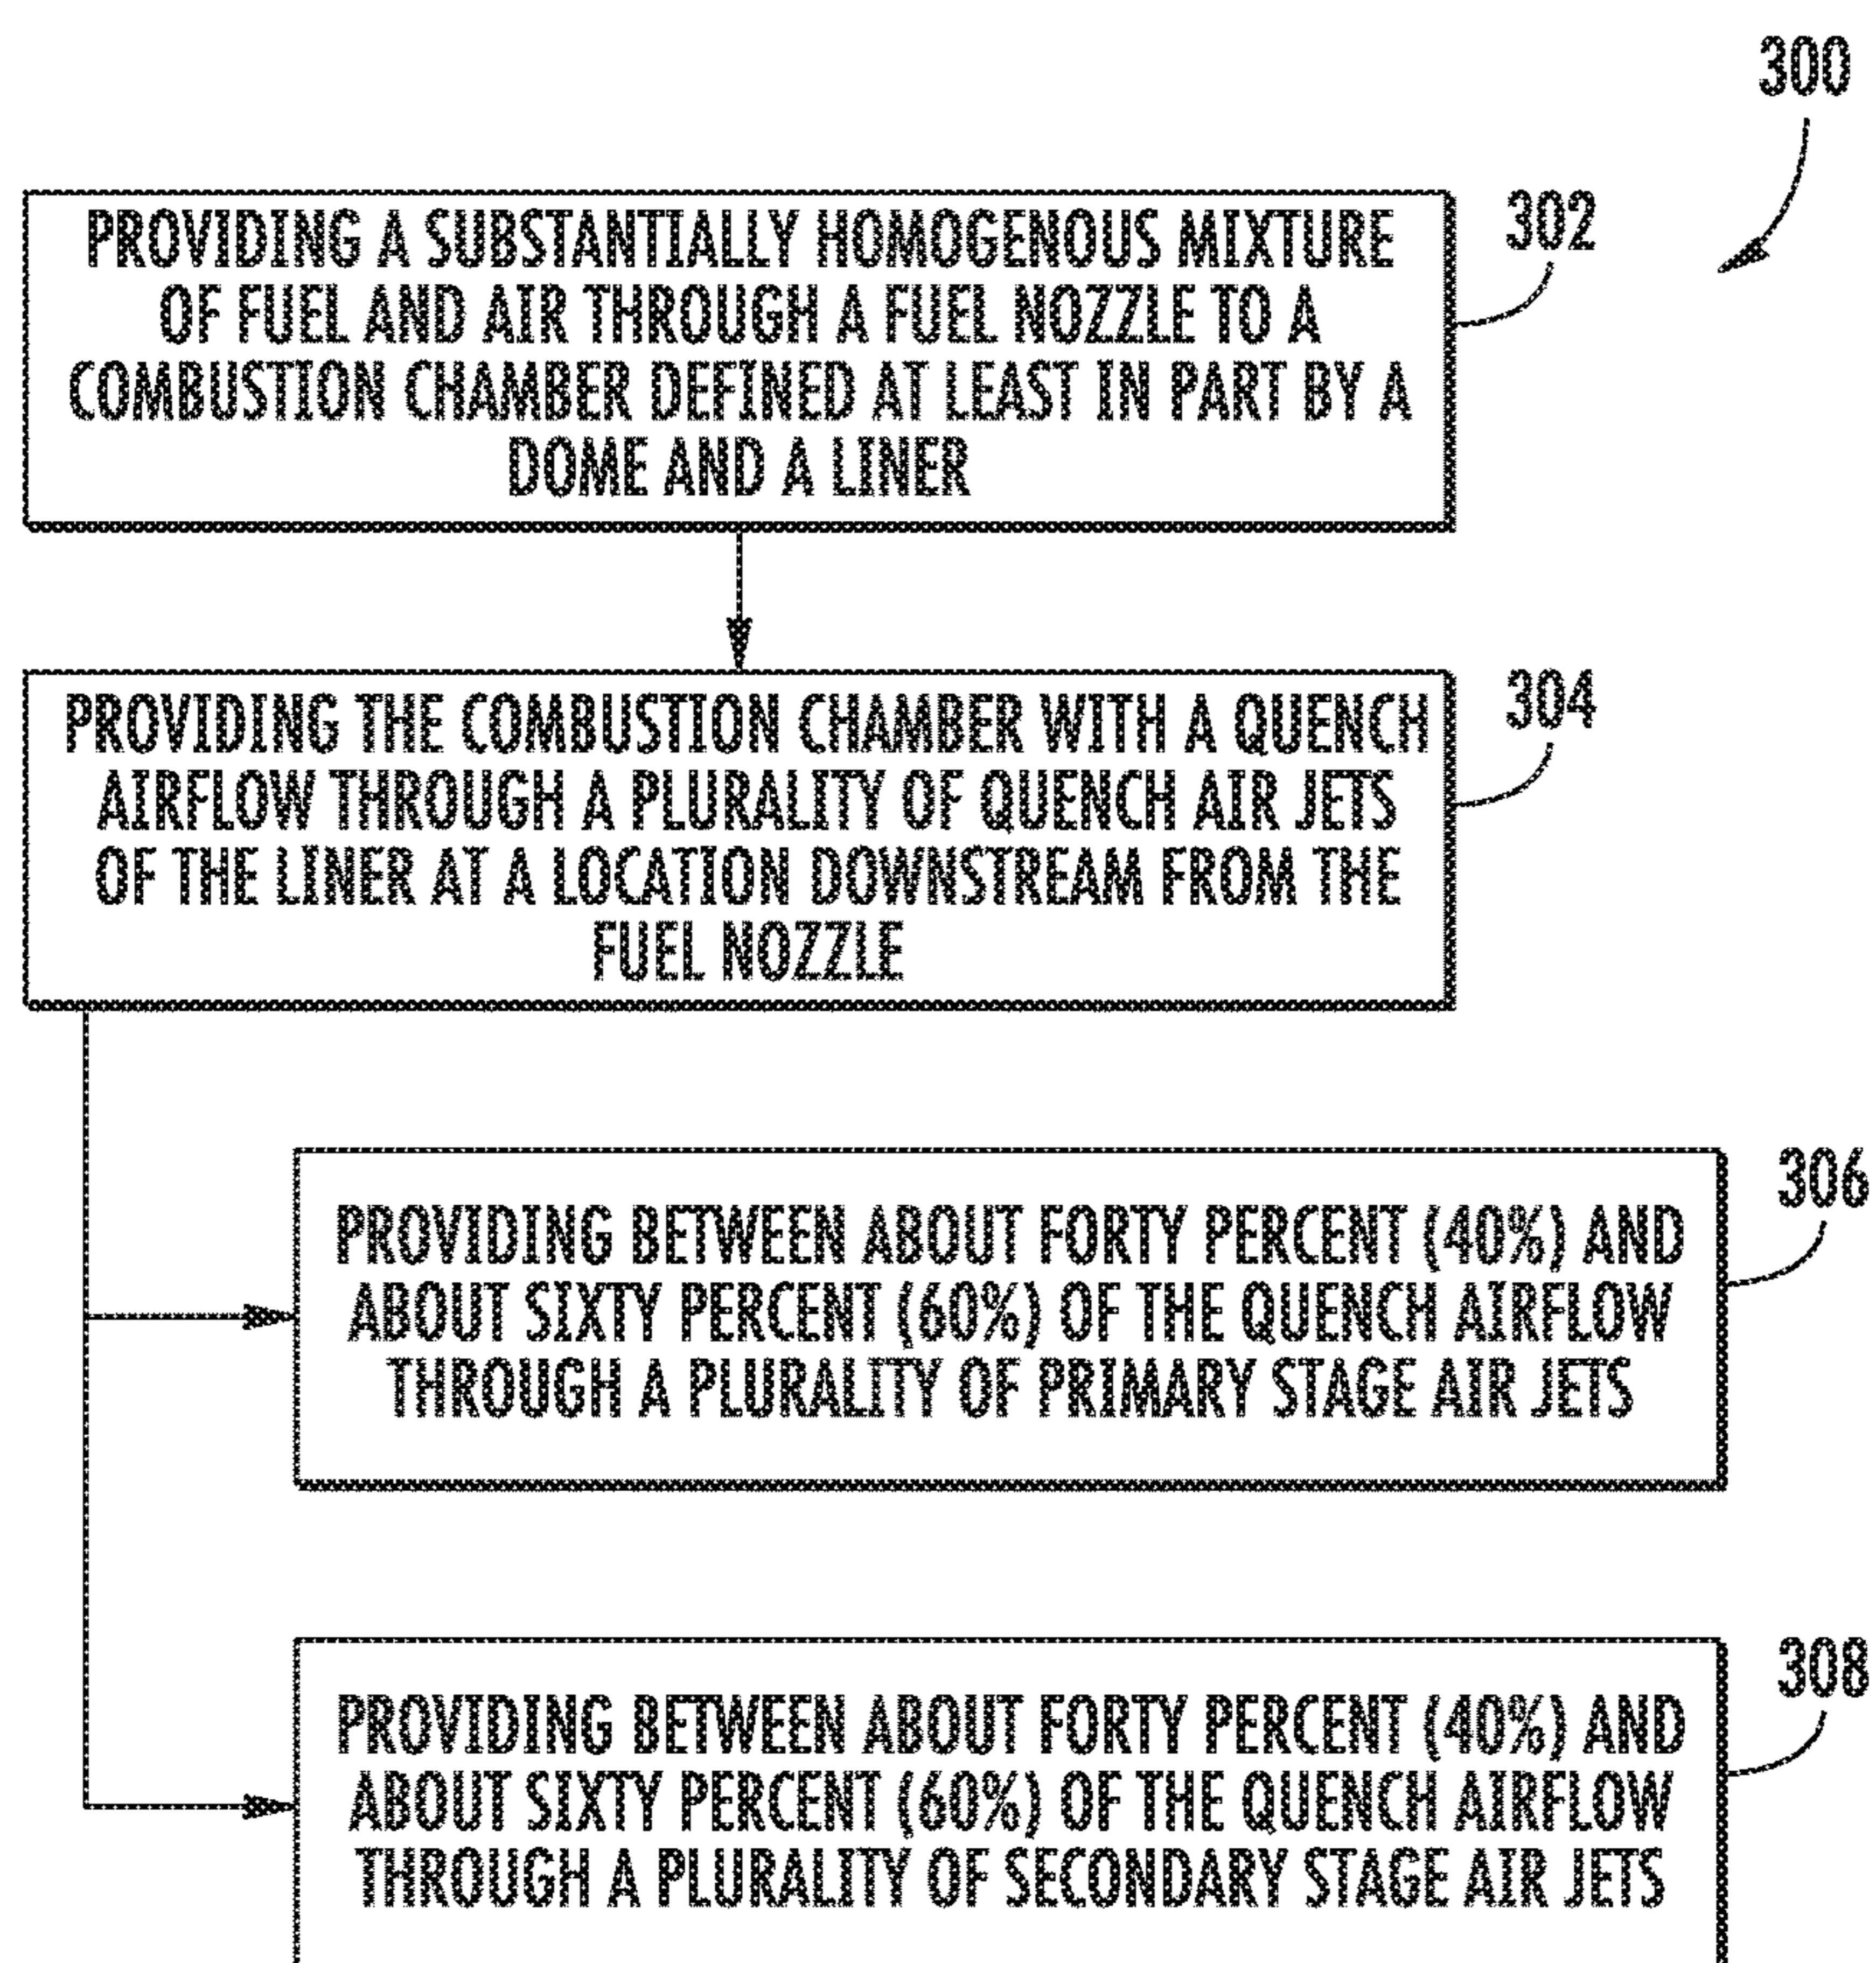 300
PROVIDING A SUBSTANTIALLY HOMOGENOUS MIXTURE
OF FUEL AND AIR THROUGH A FUEL NOZZLE TO A
COMBUSTION CHAMBER DEFINED AT LEAST IN PART BY A
DOME AND A LINER
302
PROVIDING THE COMBUSTION CHAMBER WITH A QUENCH
AIRFLOW THROUGH A PLURALITY OF QUENCH AIR JETS
OF THE LINER AT A LOCATION DOWNSTREAM FROM THE
FUEL NOZZLE
304
PROVIDING BETWEEN ABOUT FORTY PERCENT (40%) AND
ABOUT SIXTY PERCENT (60%) OF THE QUENCH AIRFLOW
THROUGH A PLURALITY OF PRIMARY STAGE AIR JETS
306
PROVIDING BETWEEN ABOUT FORTY PERCENT (40%) AND
ABOUT SIXTY PERCENT (60%) OF THE QUENCH AIRFLOW
THROUGH A PLURALITY OF SECONDARY STAGE AIR JETS
308